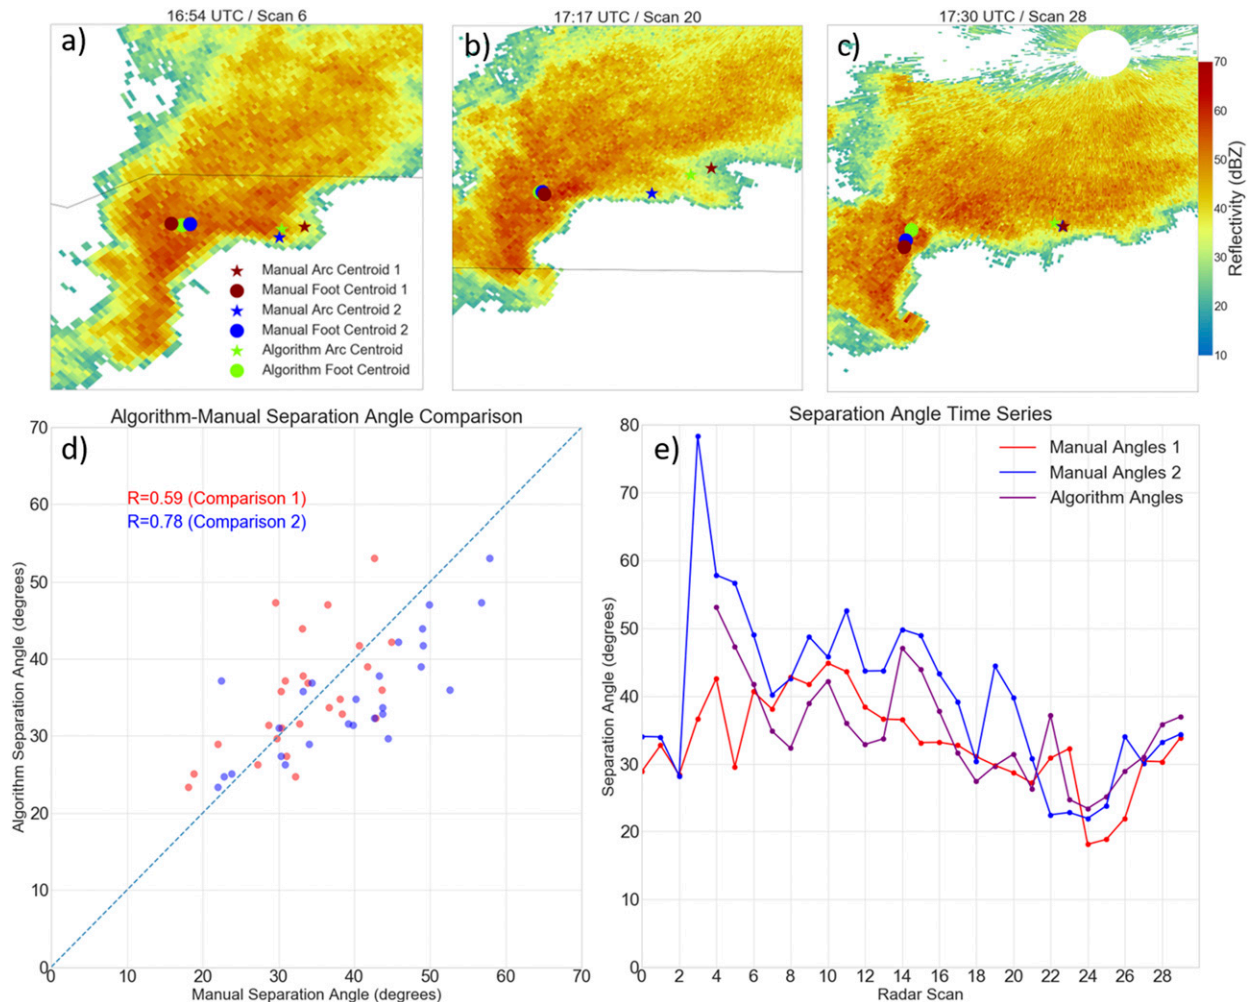 16:54 UTC / Scan 6
17:17 UTC / Scan 20
17:30 UTC / Scan 28
a)
b)
c)
Manual Arc Centroid 1
Manual Foot Centroid 1
Manual Arc Centroid 2
Manual Foot Centroid 2
Algorithm Arc Centroid
Algorithm Foot Centroid
70
60
50
40
30
20
10
Reflectivity (dBZ)
Algorithm-Manual Separation Angle Comparison
d)
R=0.59 (Comparison 1)
R=0.78 (Comparison 2)
70
60
50
40
30
20
10
0
0 10 20 30 40 50 60 70
Algorithm Separation Angle (degrees)
Manual Separation Angle (degrees)
Separation Angle Time Series
e)
Manual Angles 1
Manual Angles 2
Algorithm Angles
80
70
60
50
40
30
20
10
0
0 2 4 6 8 10 12 14 16 18 20 22 24 26 28
Separation Angle (degrees)
Radar Scan